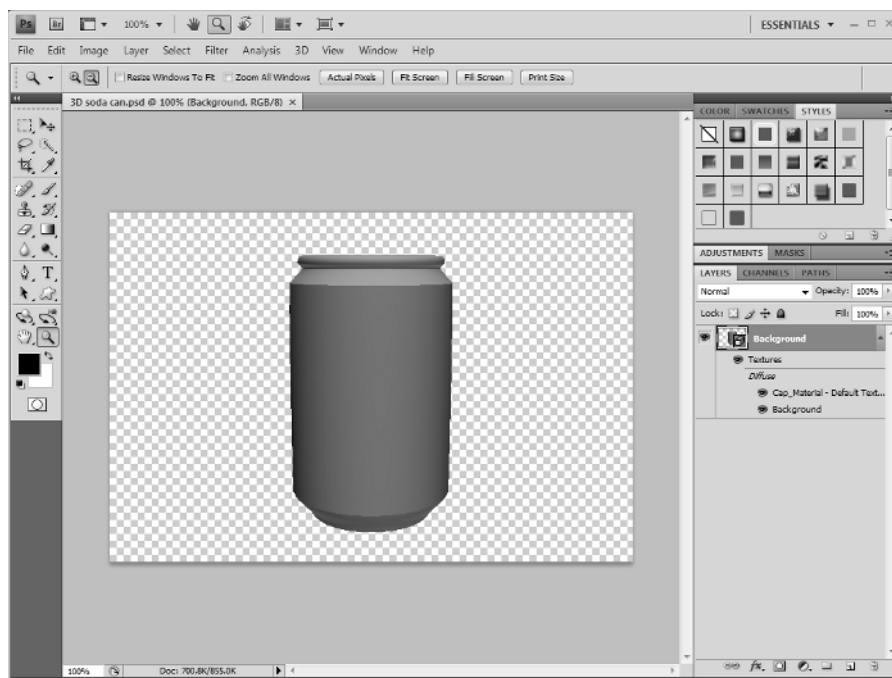 Ps Br 100% ESSENTIALS
File Edit Image Layer Select Filter Analysis 3D View Window Help
Resize Windows To Fit Zoom All Windows Actual Pixels Fit Screen Fill Screen Print Size
3D soda can.psd @ 100% (Background, RGB/8) ×
COLOR SWATCHES STYLES
ADJUSTMENTS MASKS
LAYERS CHANNELS PATHS
Normal Opacity: 100%
Lock: Fill: 100%
Background
Textures
Diffuse
Cap_Material - Default Text...
Background
T
100% Doc: 700.8K/855.0K
fx